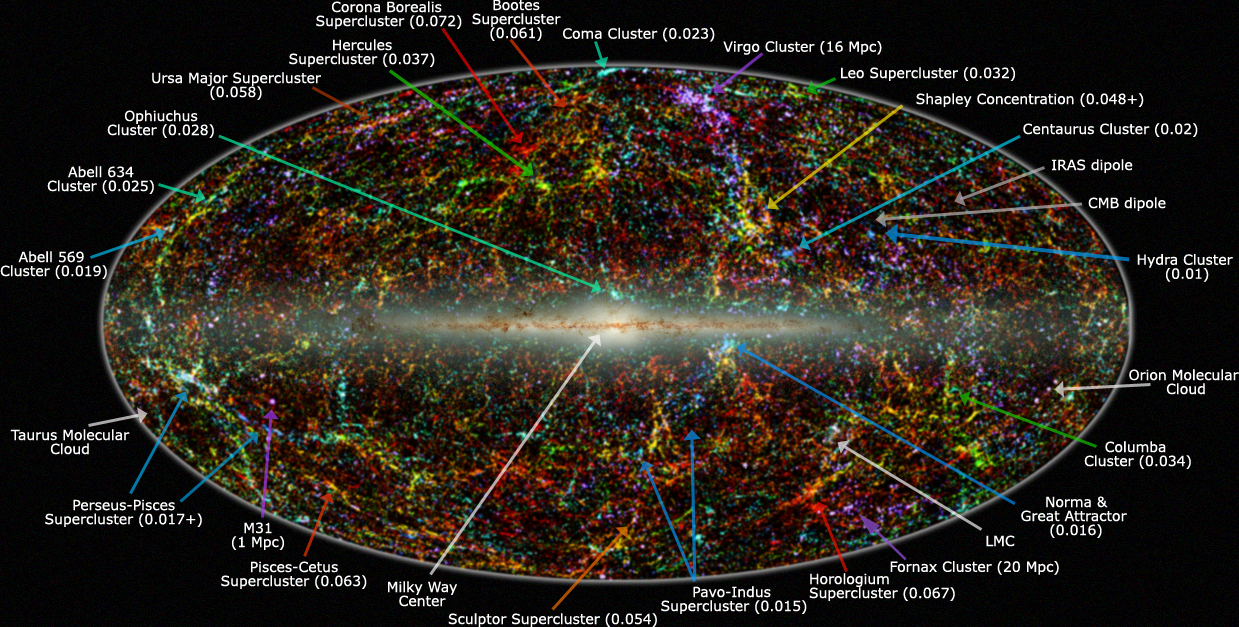 Corona Borealis
Supercluster (0.072)
Bootes
Supercluster
(0.061)
Coma Cluster (0.023)
Hercules
Supercluster (0.037)
Virgo Cluster (16 Mpc)
Ursa Major Supercluster
(0.058)
Leo Supercluster (0.032)
Shapley Concentration (0.048+)
Ophiuchus
Cluster (0.028)
Centaurus Cluster (0.02)
IRAS dipole
Abell 634
Cluster (0.025)
CMB dipole
Abell 569
Cluster (0.019)
Hydra Cluster
(0.01)
Orion Molecular
Cloud
Taurus Molecular
Cloud
Columba
Cluster (0.034)
Perseus-Pisces
Supercluster (0.017+)
Norma &
Great Attractor
(0.016)
M31
(1 Mpc)
LMC
Pisces-Cetus
Supercluster (0.063)
Fornax Cluster (20 Mpc)
Milky Way
Center
Horologium
Supercluster (0.067)
Pavo-Indus
Supercluster (0.015)
Sculptor Supercluster (0.054)